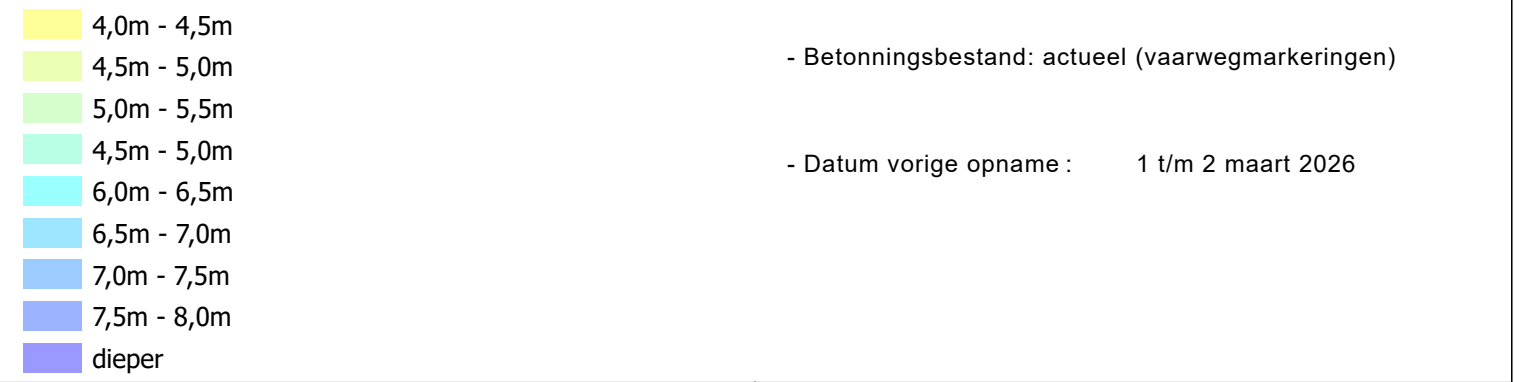 4,0m - 4,5m
4,5m - 5,0m
5,0m - 5,5m
4,5m - 5,0m
6,0m - 6,5m
6,5m - 7,0m
7,0m - 7,5m
7,5m - 8,0m
dieper
- Betonningsbestand: actueel (vaarwegmarkeringen)
- Datum vorige opname : 1 t/m 2 maart 2026